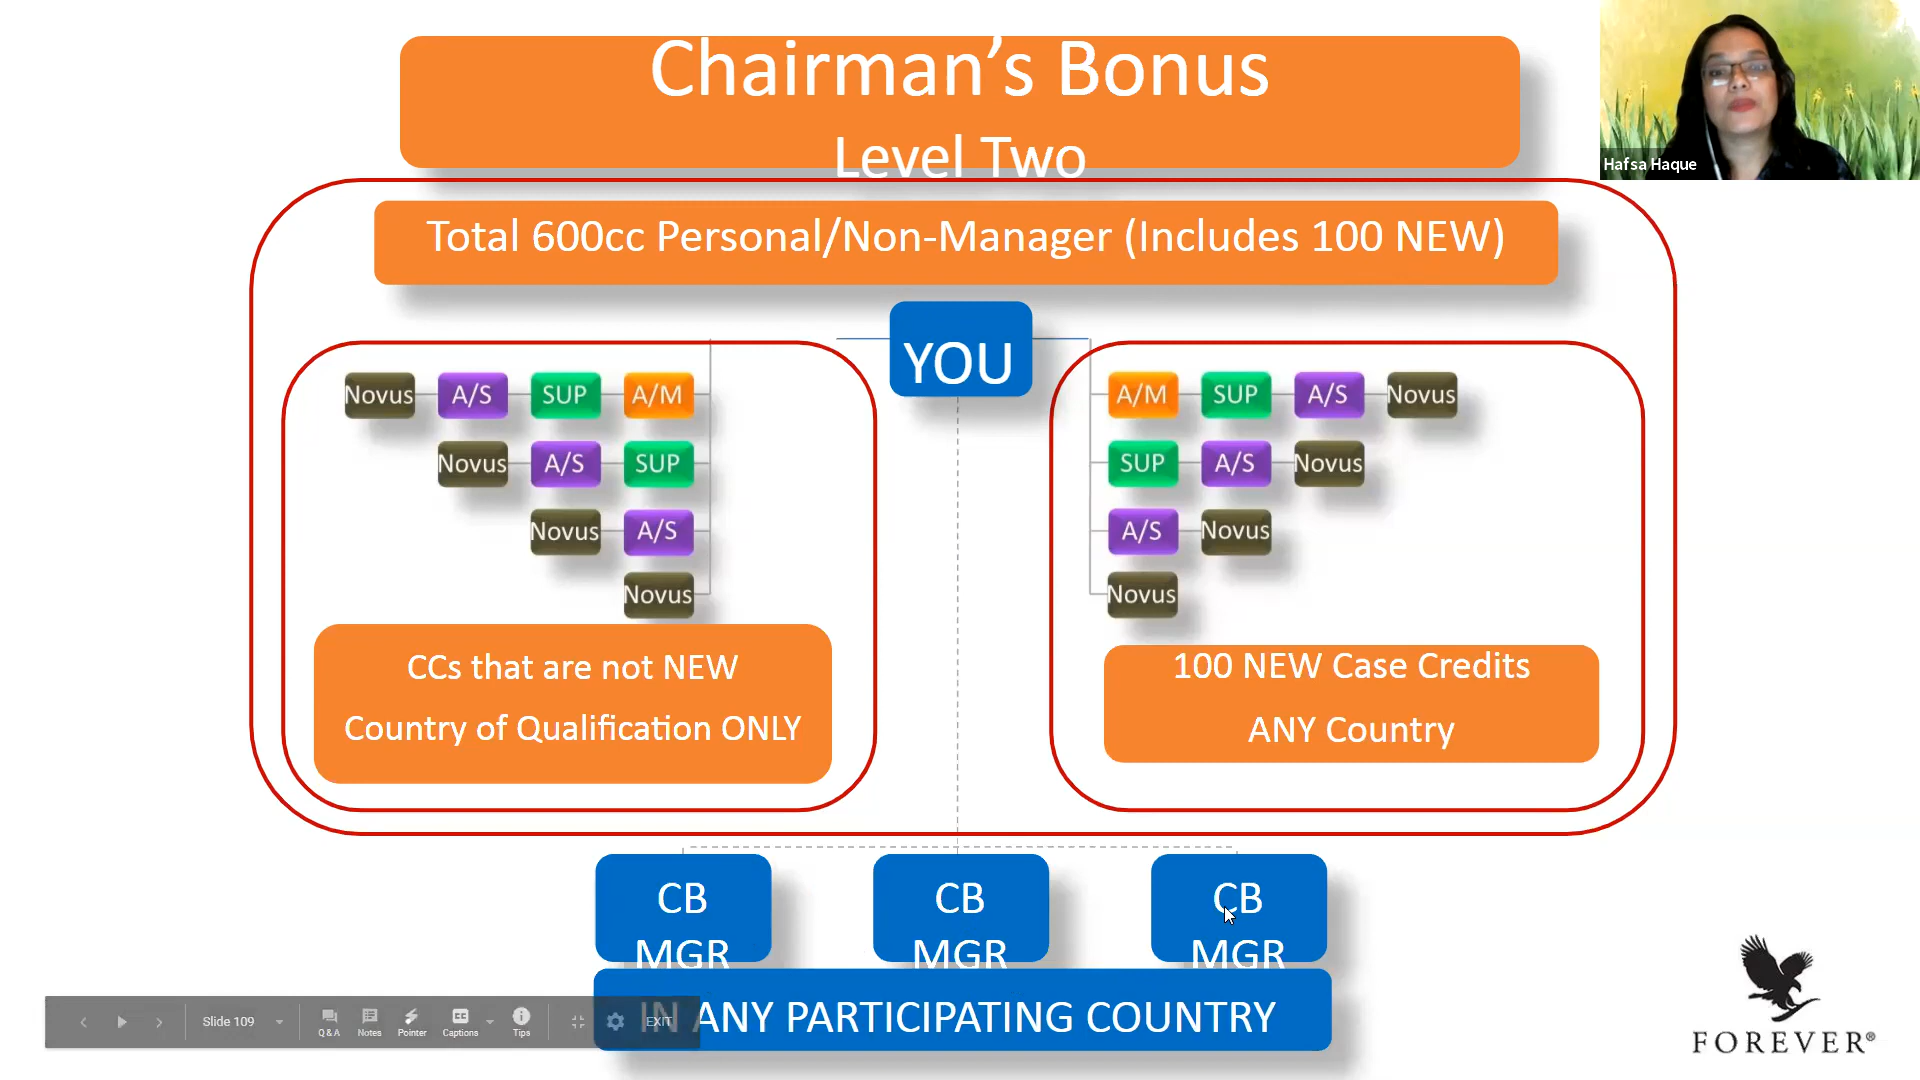 Chairman’s Bonus
Level Two
Hafsa Haque
Total 600cc Personal/Non-Manager (Includes 100 NEW)
YOU
Novus A/S SUP A/M
Novus A/S SUP
Novus A/S
Novus
A/M SUP A/S Novus
SUP A/S Novus
A/S Novus
Novus
CCs that are not NEW
Country of Qualification ONLY
100 NEW Case Credits
ANY Country
CB
MGR
CB
MGR
CB
MGR
IN ANY PARTICIPATING COUNTRY
Slide 109
Q & A
Notes
Pointer
Captions
Tips
EXIT
FOREVER®